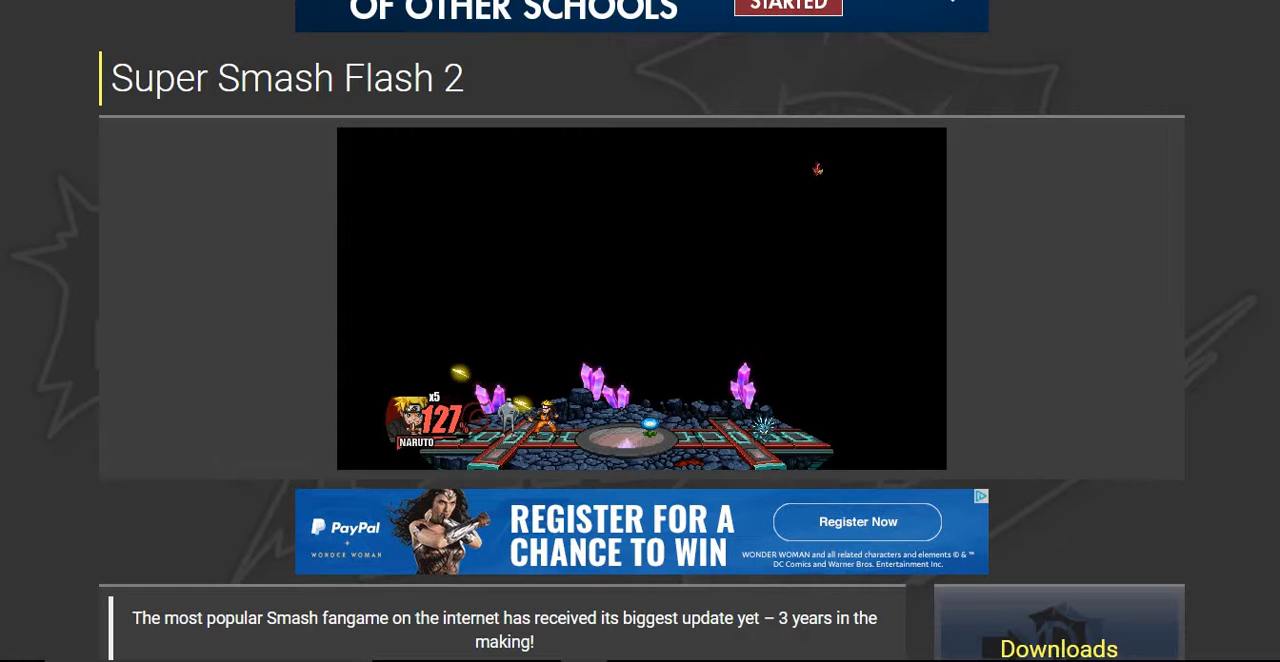 OF OTHER SCHOOLS
STARTED
Super Smash Flash 2
x5
127
NARUTO
PayPal
+
WONDER WOMAN
REGISTER FOR A
CHANCE TO WIN
Register Now
WONDER WOMAN and all related characters and elements © & ™
DC Comics and Warner Bros. Entertainment Inc.
The most popular Smash fangame on the internet has received its biggest update yet – 3 years in the
making!
Downloads